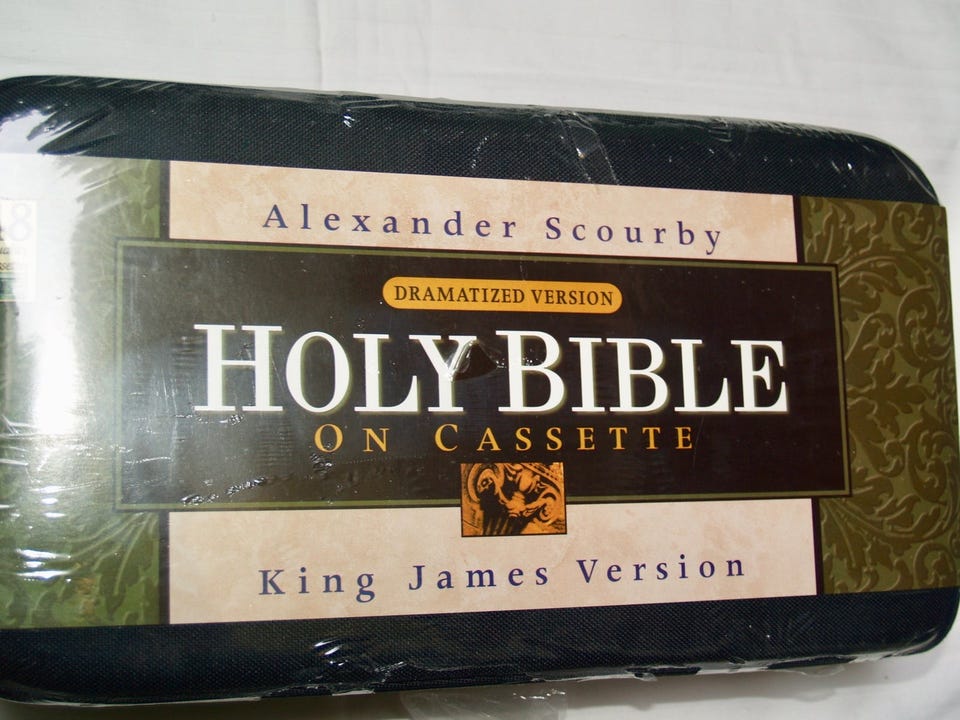 Alexander Scourby
DRAMATIZED VERSION
HOLY BIBLE
ON CASSETTE
King James Version